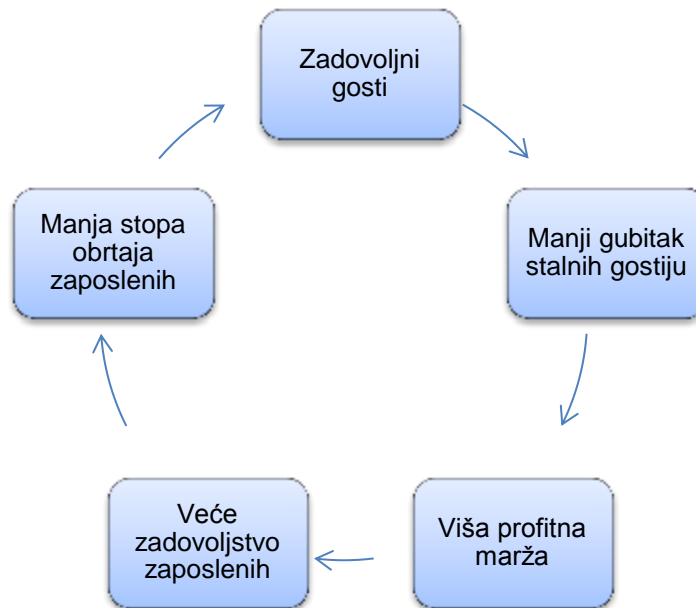 Zadovoljni
gosti
Manji gubitak
stalnih gostiju
Viša profitna
marža
Veće
zadovoljstvo
zaposlenih
Manja stopa
obrtaja
zaposlenih